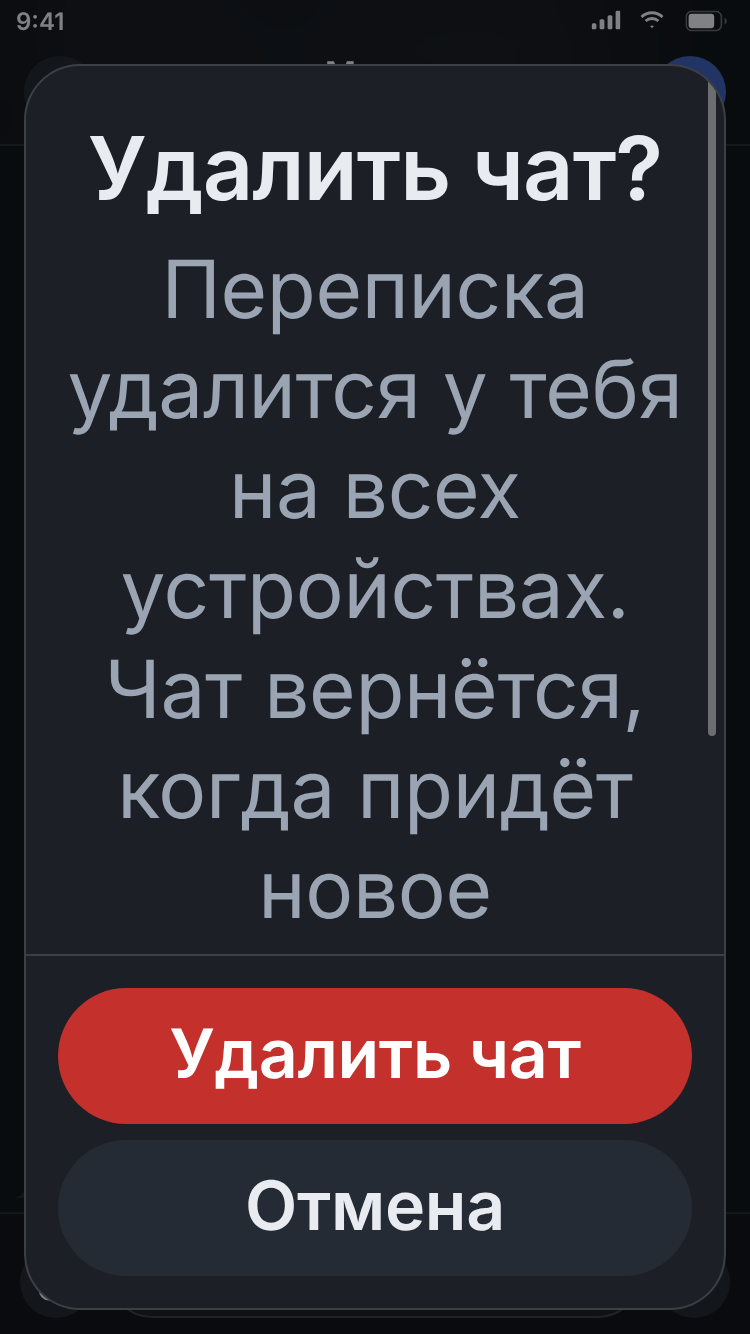 9:41
Удалить чат?
Переписка
удалится у тебя
на всех
устройствах.
Чат вернётся,
когда придёт
новое
Удалить чат
Отмена